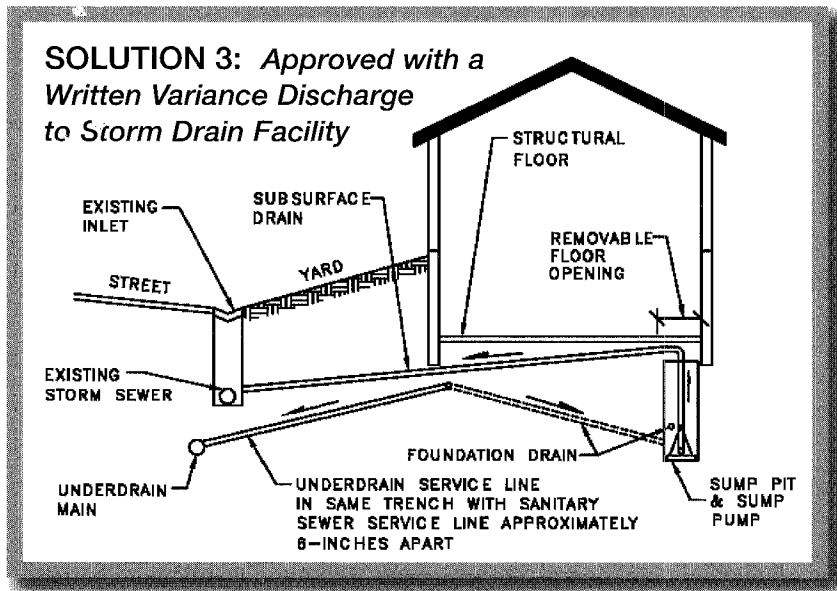 SOLUTION 3: Approved with a
Written Variance Discharge
to Storm Drain Facility
STRUCTURAL
FLOOR
SUBSURFACE
DRAIN
EXISTING
INLET
REMOVABLE
FLOOR
OPENING
YARD
STREET
EXISTING
STORM SEWER
FOUNDATION DRAIN
UNDERDRAIN
MAIN
UNDERDRAIN SERVICE LINE
IN SAME TRENCH WITH SANITARY
SEWER SERVICE LINE APPROXIMATELY
6-INCHES APART
SUMP PIT
& SUMP
PUMP